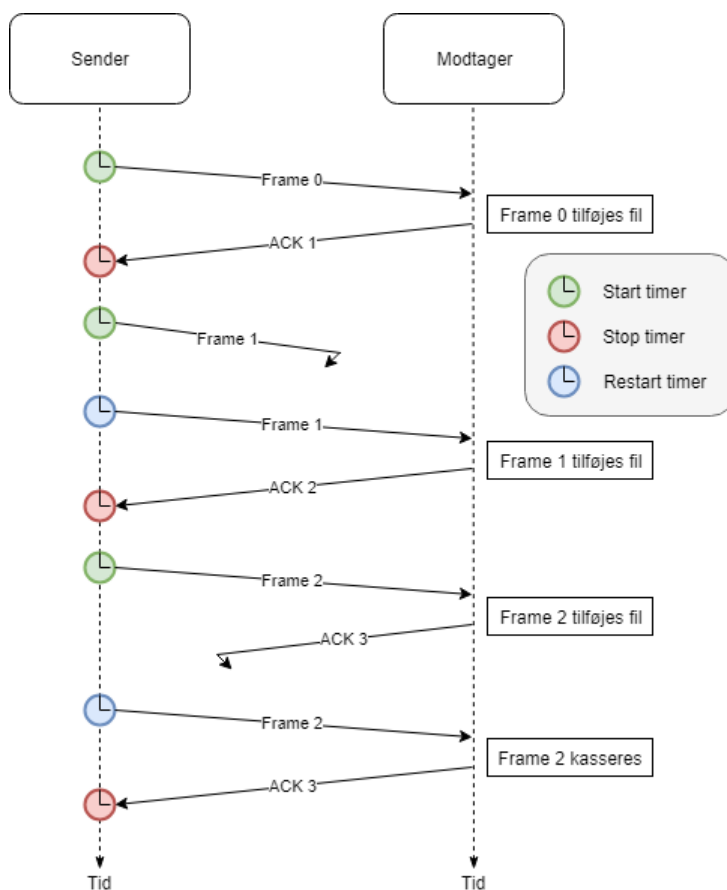 Sender
Modtager
Frame 0
Frame 0 tilføjes fil
ACK 1
Start timer
Frame 1
Stop timer
Restart timer
Frame 1
Frame 1 tilføjes fil
ACK 2
Frame 2
Frame 2 tilføjes fil
ACK 3
Frame 2
Frame 2 kasseres
ACK 3
Tid
Tid